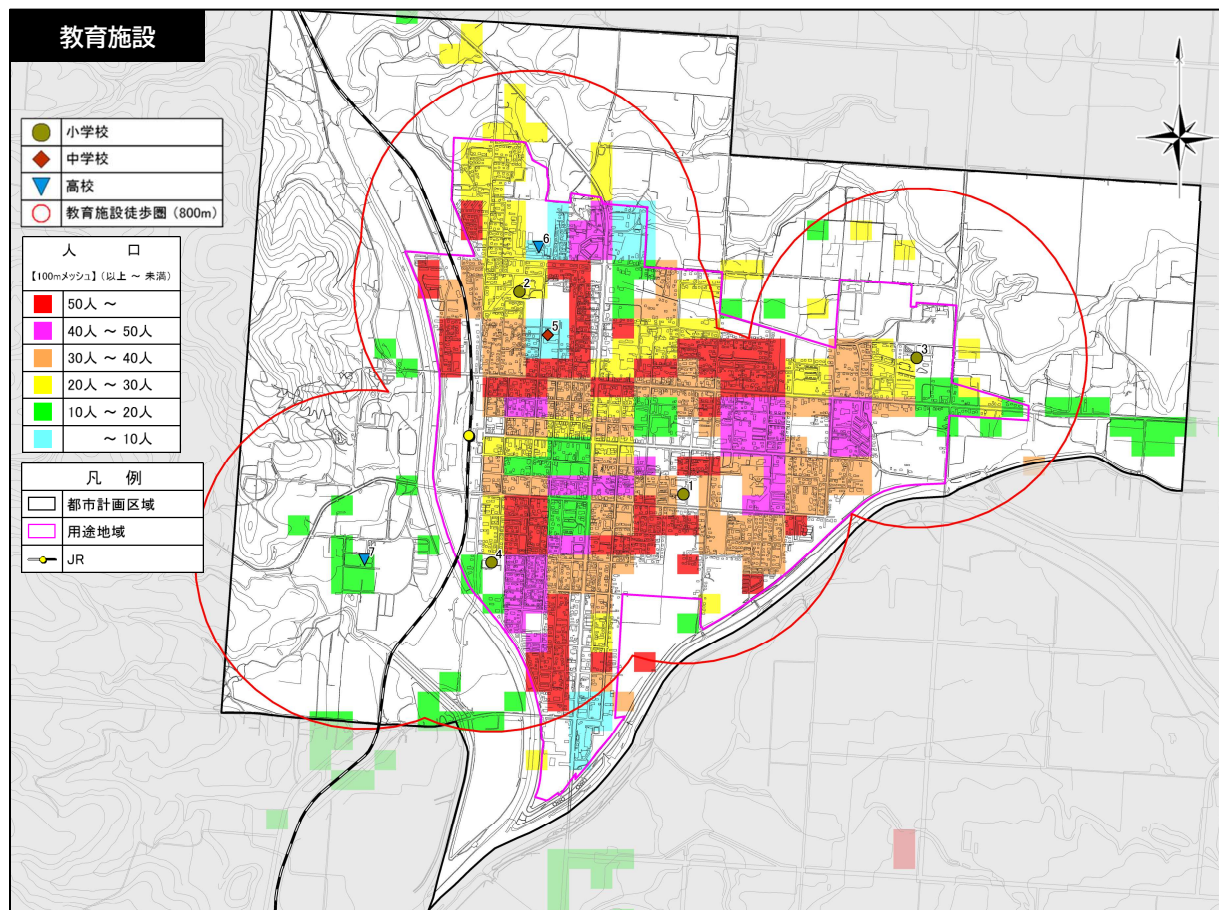 教育施設
小学校
中学校
高校
教育施設徒歩圏(800m)
人 口
【100mメッシュ】(以上 ~ 未満)
50人 ~
40人 ~ 50人
30人 ~ 40人
20人 ~ 30人
10人 ~ 20人
~ 10人
凡 例
都市計画区域
用途地域
JR
6
2
5
3
1
4
7